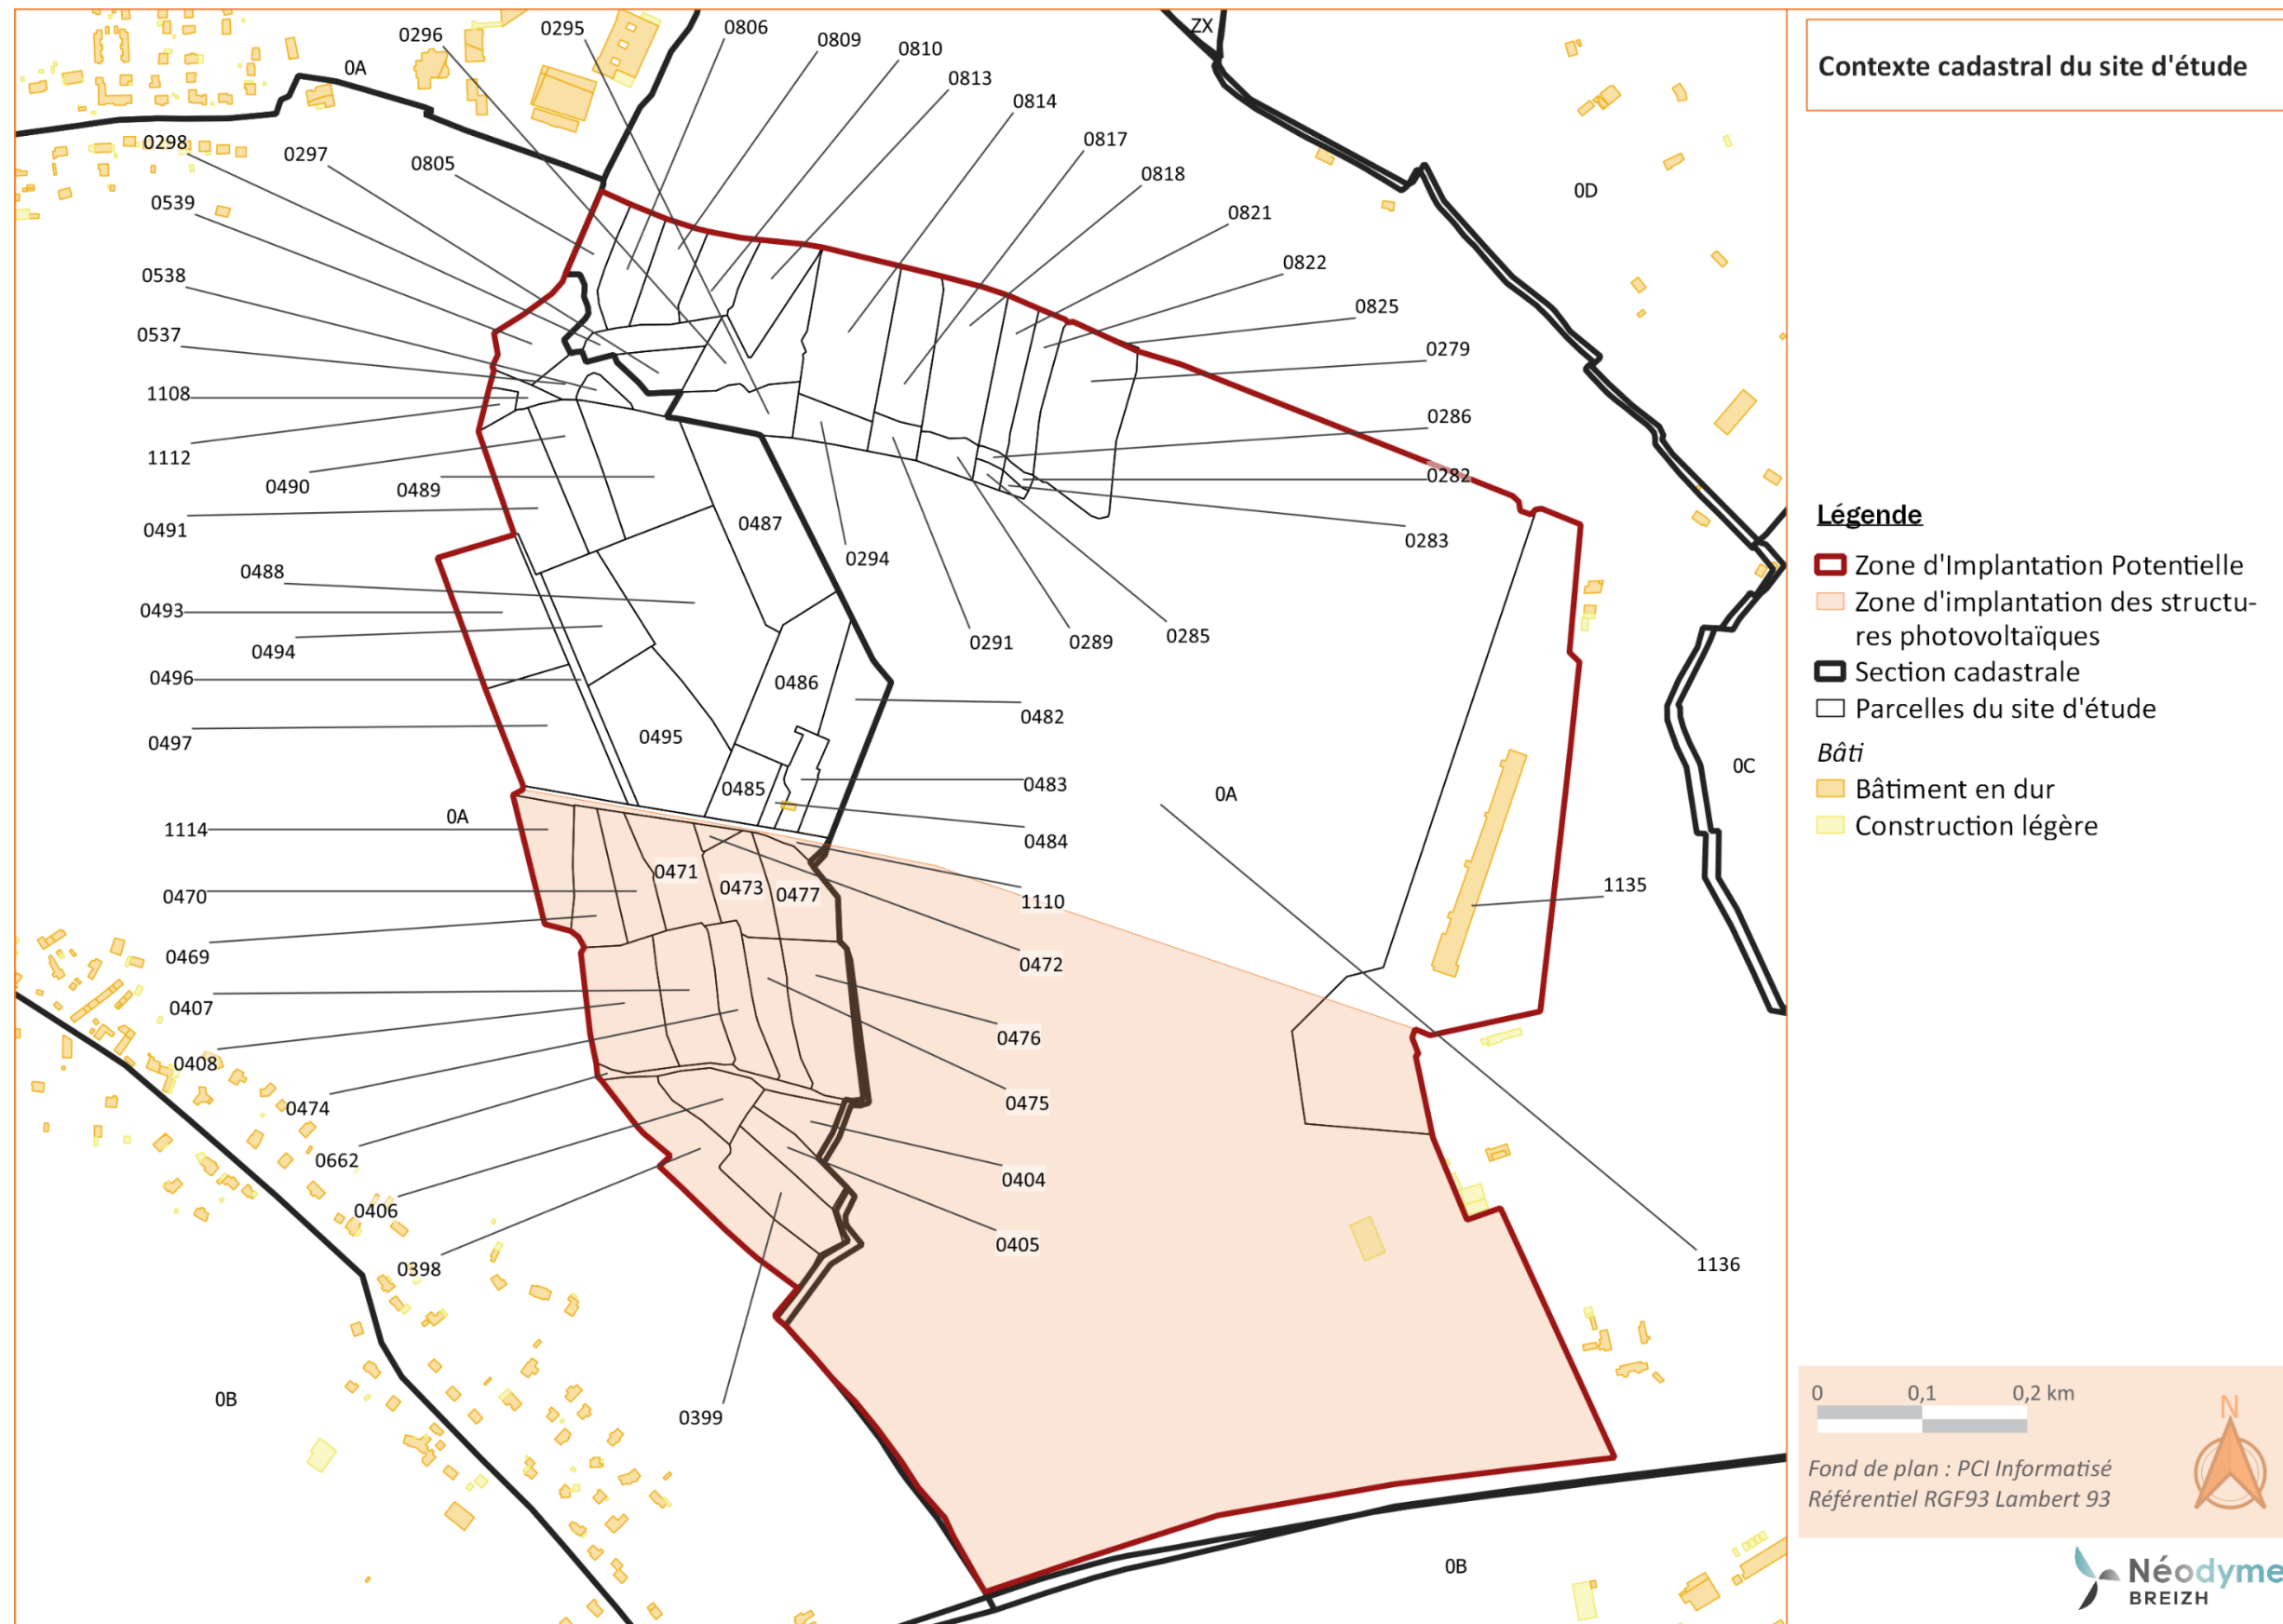 Contexte cadastral du site d'étude
ZX
0295
0806
0296
0809
0810
0A
0813
0814
0298
0297
0805
0817
0818
0D
0539
0821
0822
0538
0825
0537
0279
1108
0286
1112
0282
0490
0489
0487
0491
0283
0294
0488
0493
0285
0291
0289
0494
0496
0486
0482
0497
0495
0C
0483
0485
0A
0A
1114
0484
0471
1135
0473
0477
0470
1110
0469
0472
0407
0476
0408
0475
0474
0662
0404
0406
0405
0398
1136
0B
0399
0B
Légende
Zone d'Implantation Potentielle
Zone d'implantation des structu-
res photovoltaïques
Section cadastrale
Parcelles du site d'étude
Bâti
Bâtiment en dur
Construction légère
0 0,1 0,2 km
N
Fond de plan : PCI Informatisé
Référentiel RGF93 Lambert 93
Néodyme
BREIZH